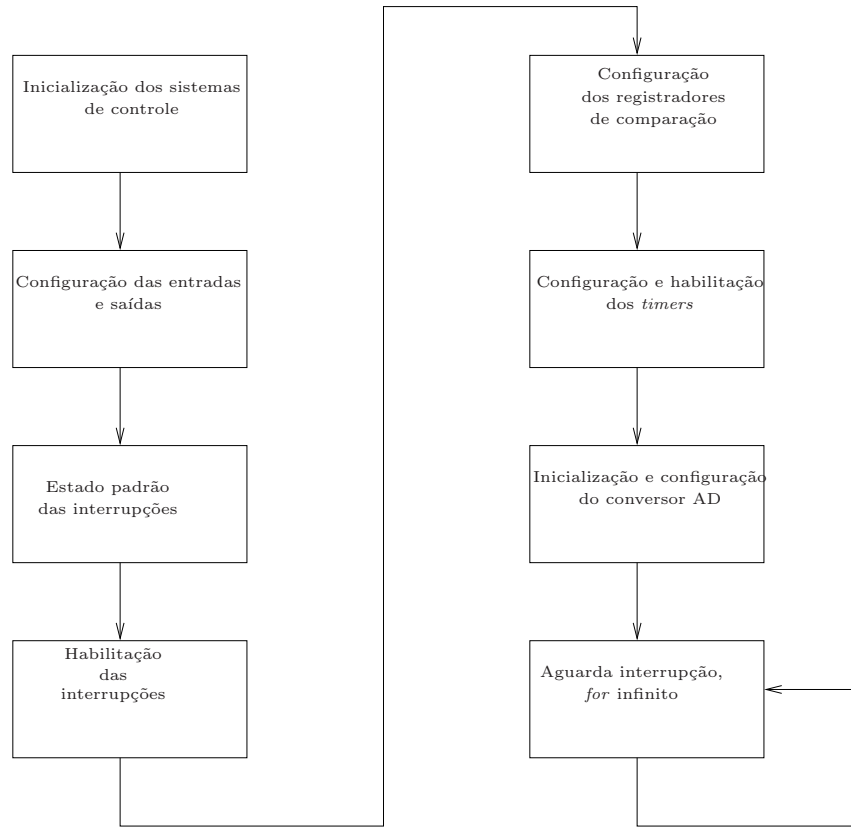 Inicialização dos sistemas
de controle
Configuração das entradas
e saídas
Estado padrão
das interrupções
Habilitação
das
interrupções
Configuração
dos registradores
de comparação
Configuração e habilitação
dos timers
Inicialização e configuração
do conversor AD
Aguarda interrupção,
for infinito